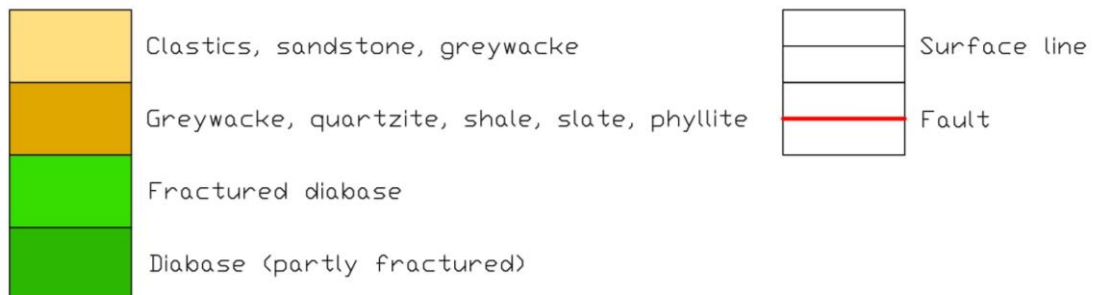 Clastics, sandstone, greywacke
Greywacke, quartzite, shale, slate, phyllite
Fractured diabase
Diabase (partly fractured)
Surface line
Fault